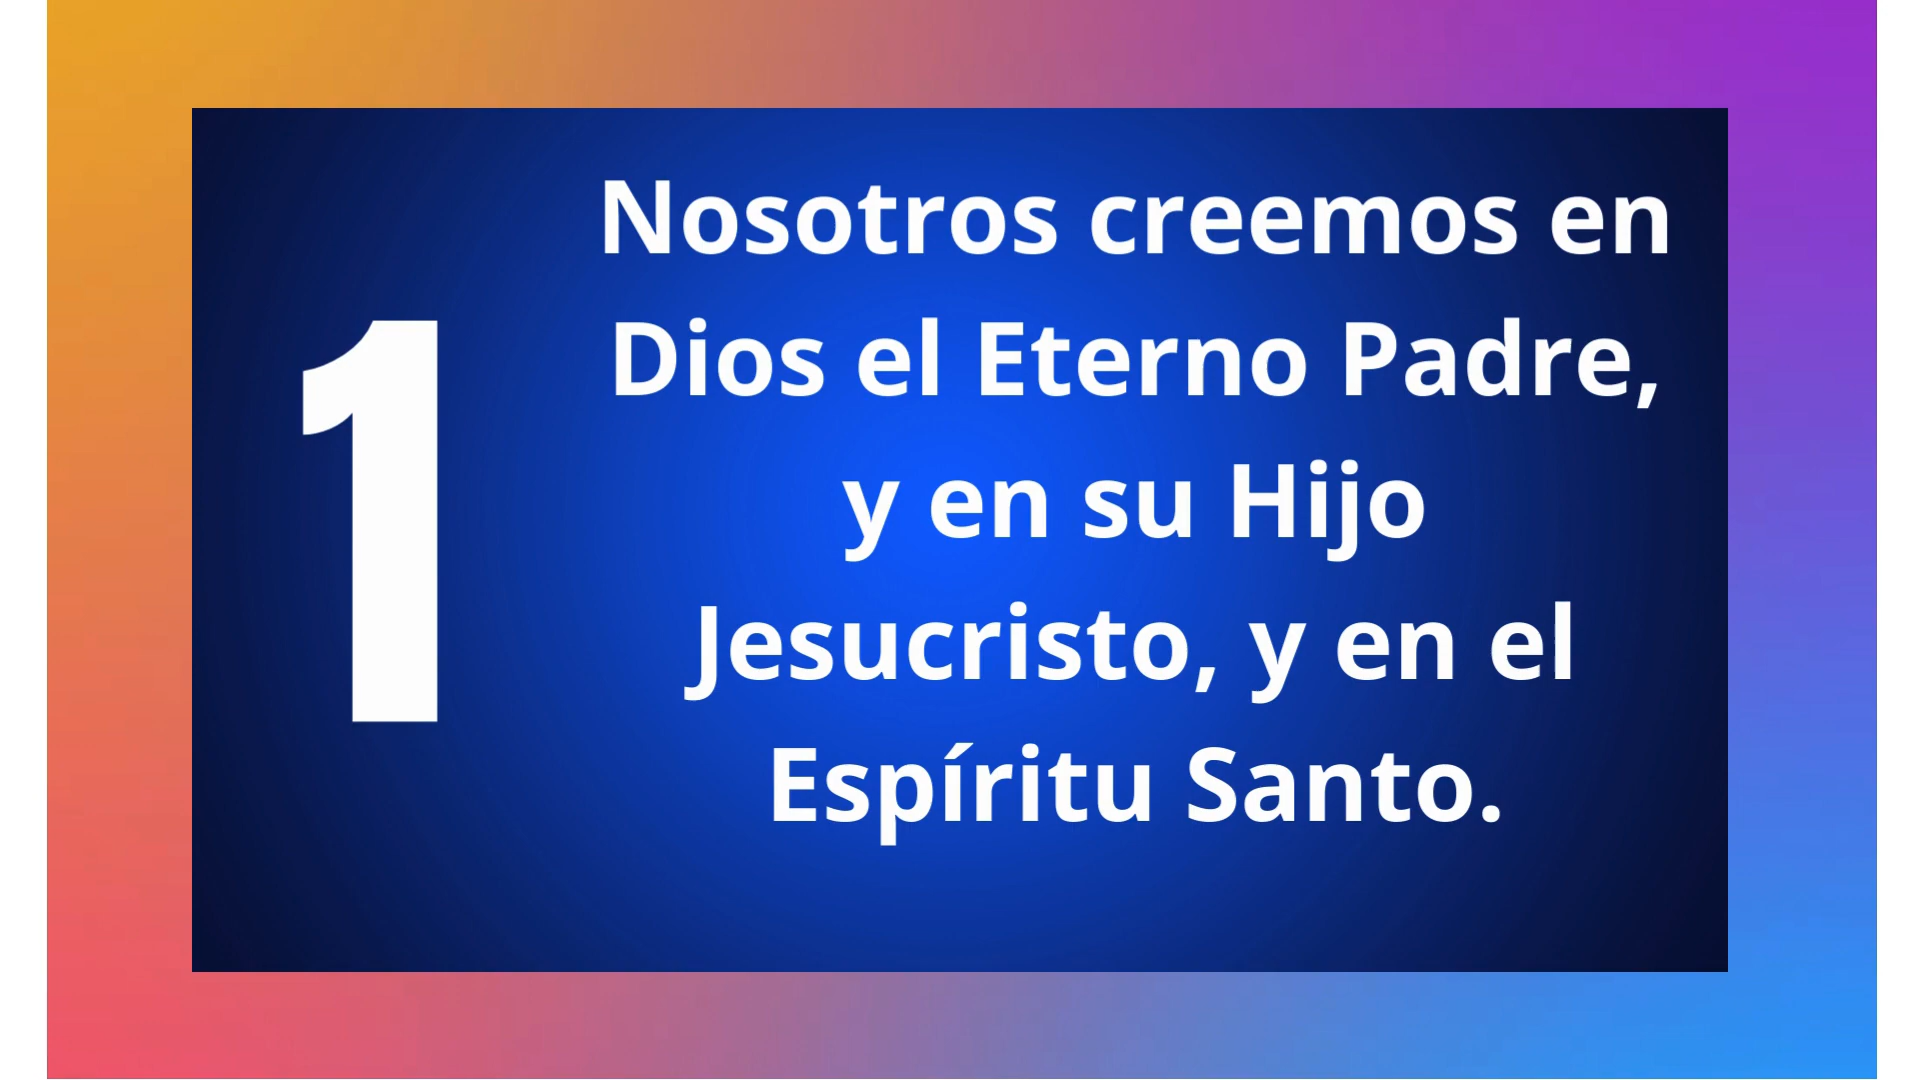 1
Nosotros creemos en
Dios el Eterno Padre,
y en su Hijo
Jesucristo, y en el
Espíritu Santo.